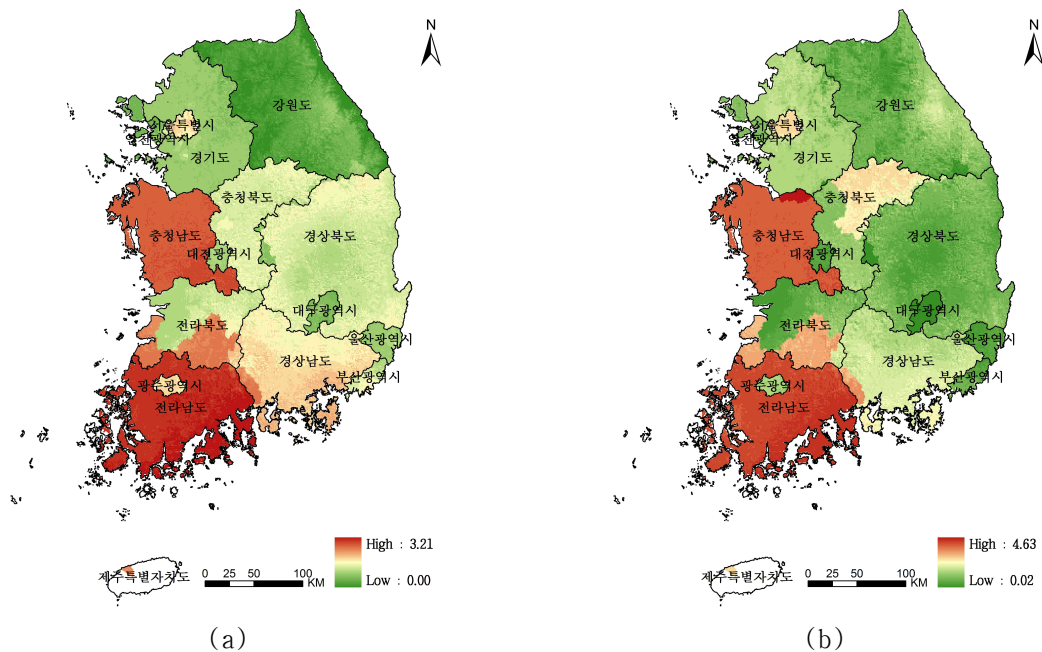 N
강원도
서울특별시
인천광역시
경기도
충청북도
충청남도
경상북도
대전광역시
대구광역시
전라북도
울산광역시
경상남도
부산광역시
광주광역시
전라남도
제주특별자치도
High : 3.21
Low : 0.00
0 25 50 100
KM
(a)
N
강원도
서울특별시
인천광역시
경기도
충청북도
충청남도
경상북도
대전광역시
대구광역시
전라북도
울산광역시
경상남도
부산광역시
광주광역시
전라남도
제주특별자치도
High : 4.63
Low : 0.02
0 25 50 100
KM
(b)